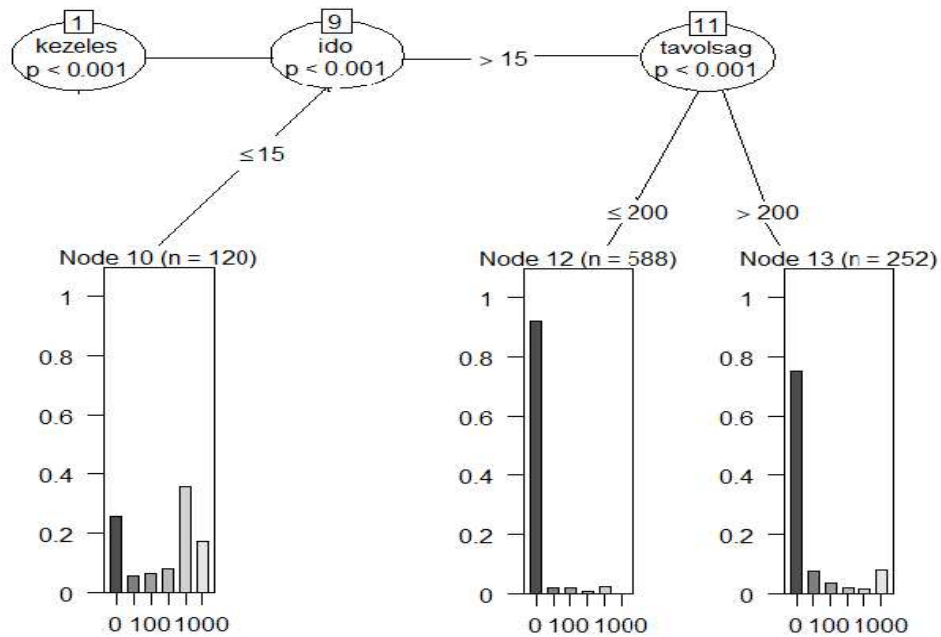 1
kezeles
p < 0.001
9
ido
p < 0.001
> 15
11
tavolsag
p < 0.001
≤ 15
≤ 200
> 200
Node 10 (n = 120)
1
0.8
0.6
0.4
0.2
0
0 100 1000
Node 12 (n = 588)
1
0.8
0.6
0.4
0.2
0
0 100 1000
Node 13 (n = 252)
1
0.8
0.6
0.4
0.2
0
0 100 1000